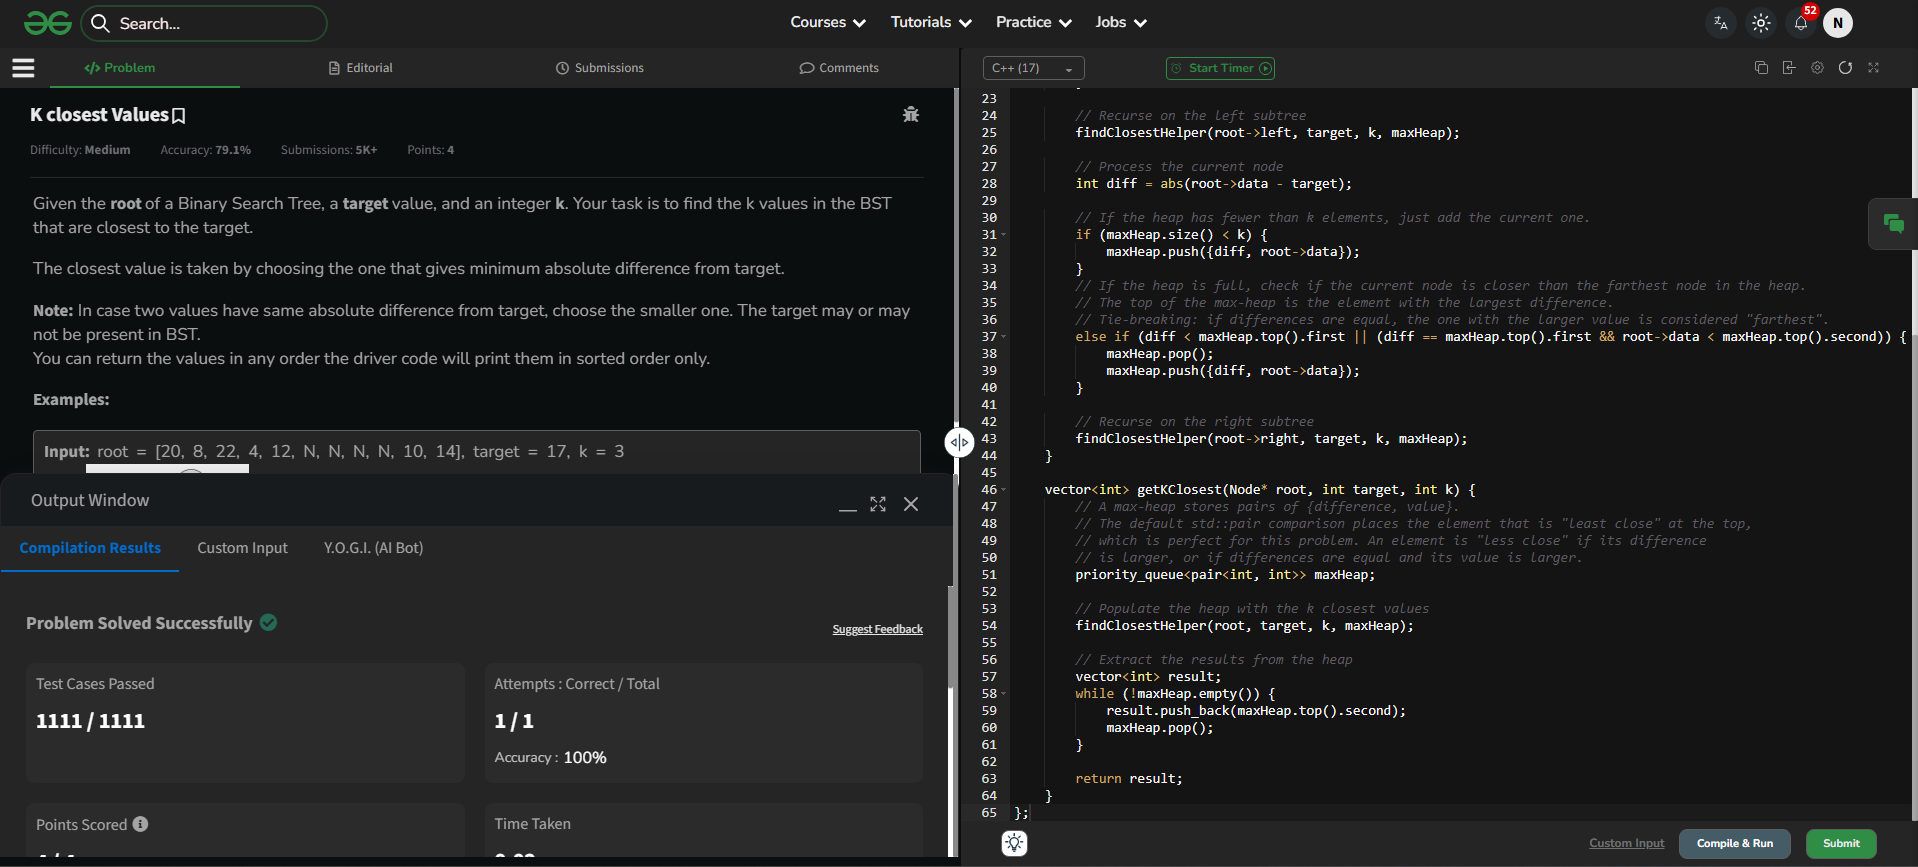 Search...
Courses
Tutorials
Practice
Jobs
52
N
</> Problem
Editorial
Submissions
Comments
C++ (17)
Start Timer
K closest Values
Difficulty: Medium Accuracy: 79.1% Submissions: 5K+ Points: 4
Given the root of a Binary Search Tree, a target value, and an integer k. Your task is to find the k values in the BST
that are closest to the target.
The closest value is taken by choosing the one that gives minimum absolute difference from target.
Note: In case two values have same absolute difference from target, choose the smaller one. The target may or may
not be present in BST.
You can return the values in any order the driver code will print them in sorted order only.
Examples:
Input: root = [20, 8, 22, 4, 12, N, N, N, N, 10, 14], target = 17, k = 3
Output Window
Compilation Results
Custom Input
Y.O.G.I. (AI Bot)
Problem Solved Successfully
Suggest Feedback
Test Cases Passed
1111 / 1111
Attempts : Correct / Total
1 / 1
Accuracy : 100%
Points Scored
Time Taken
23
24 // Recurse on the left subtree
25 findClosestHelper(root->left, target, k, maxHeap);
26
27 // Process the current node
28 int diff = abs(root->data - target);
29
30 // If the heap has fewer than k elements, just add the current one.
31 if (maxHeap.size() < k) {
32 maxHeap.push({diff, root->data});
33 }
34 // If the heap is full, check if the current node is closer than the farthest node in the heap.
35 // The top of the max-heap is the element with the largest difference.
36 // Tie-breaking: if differences are equal, the one with the larger value is considered "farthest".
37 else if (diff < maxHeap.top().first || (diff == maxHeap.top().first && root->data < maxHeap.top().second)) {
38 maxHeap.pop();
39 maxHeap.push({diff, root->data});
40 }
41
42 // Recurse on the right subtree
43 findClosestHelper(root->right, target, k, maxHeap);
44 }
45
46 vector<int> getKClosest(Node* root, int target, int k) {
47 // A max-heap stores pairs of {difference, value}.
48 // The default std::pair comparison places the element that is "least close" at the top,
49 // which is perfect for this problem. An element is "less close" if its difference
50 // is larger, or if differences are equal and its value is larger.
51 priority_queue<pair<int, int>> maxHeap;
52
53 // Populate the heap with the k closest values
54 findClosestHelper(root, target, k, maxHeap);
55
56 // Extract the results from the heap
57 vector<int> result;
58 while (!maxHeap.empty()) {
59 result.push_back(maxHeap.top().second);
60 maxHeap.pop();
61 }
62
63 return result;
64 }
65 };
Custom Input
Compile & Run
Submit